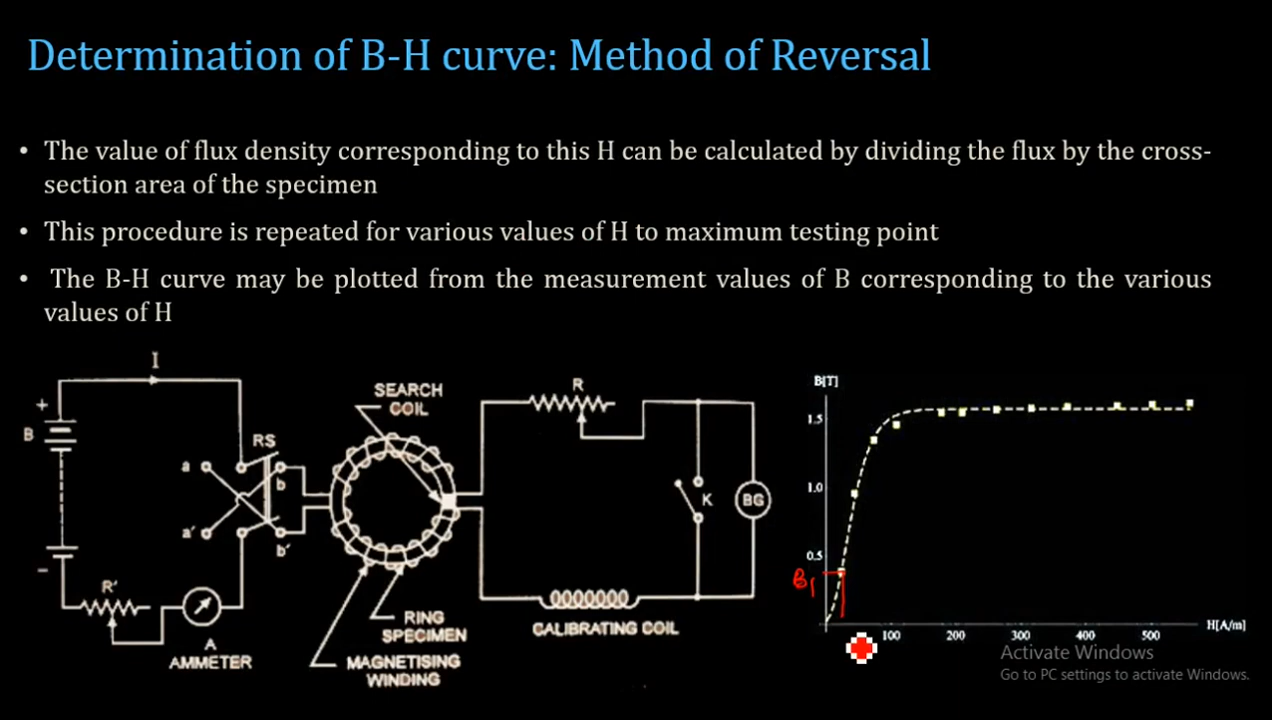 Determination of B-H curve: Method of Reversal
• The value of flux density corresponding to this H can be calculated by dividing the flux by the cross-
section area of the specimen
• This procedure is repeated for various values of H to maximum testing point
• The B-H curve may be plotted from the measurement values of B corresponding to the various
values of H
I
+
B
-
RS
a
a'
b
b'
R'
A
AMMETER
SEARCH
COIL
RING
SPECIMEN
MAGNETISING
WINDING
R
K
BG
CALIBRATING COIL
B[T]
1.5
1.0
0.5
B1
100
200
300
400
500
H[A/m]
Activate Windows
Go to PC settings to activate Windows.